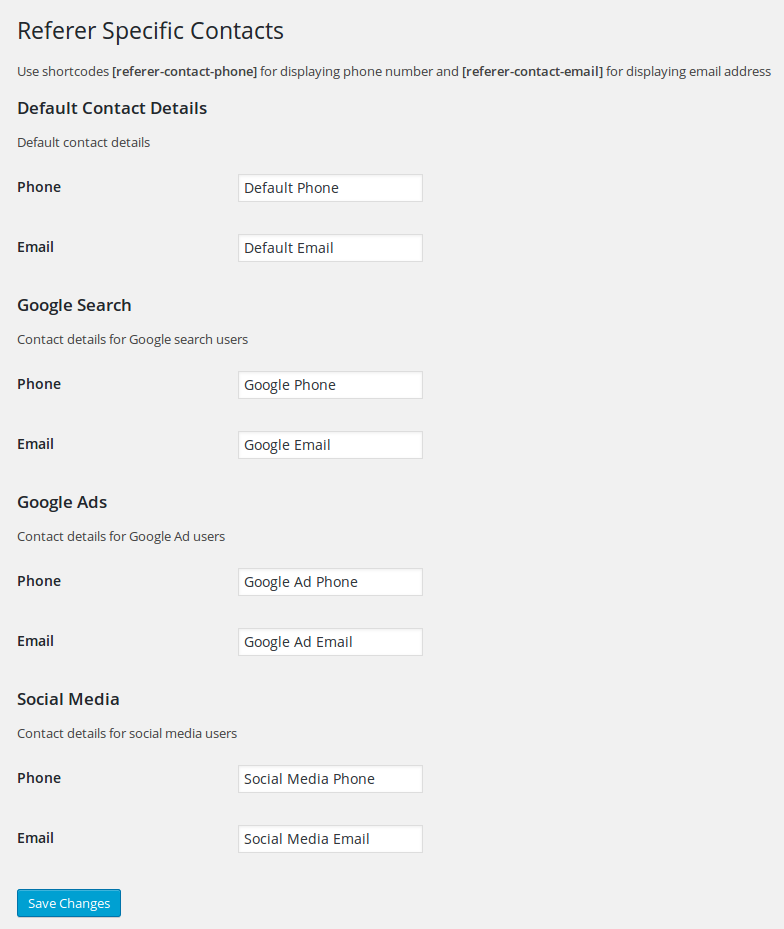 Referer Specific Contacts
Use shortcodes [referer-contact-phone] for displaying phone number and [referer-contact-email] for displaying email address
Default Contact Details
Default contact details
Phone Default Phone
Email Default Email
Google Search
Contact details for Google search users
Phone Google Phone
Email Google Email
Google Ads
Contact details for Google Ad users
Phone Google Ad Phone
Email Google Ad Email
Social Media
Contact details for social media users
Phone Social Media Phone
Email Social Media Email
Save Changes